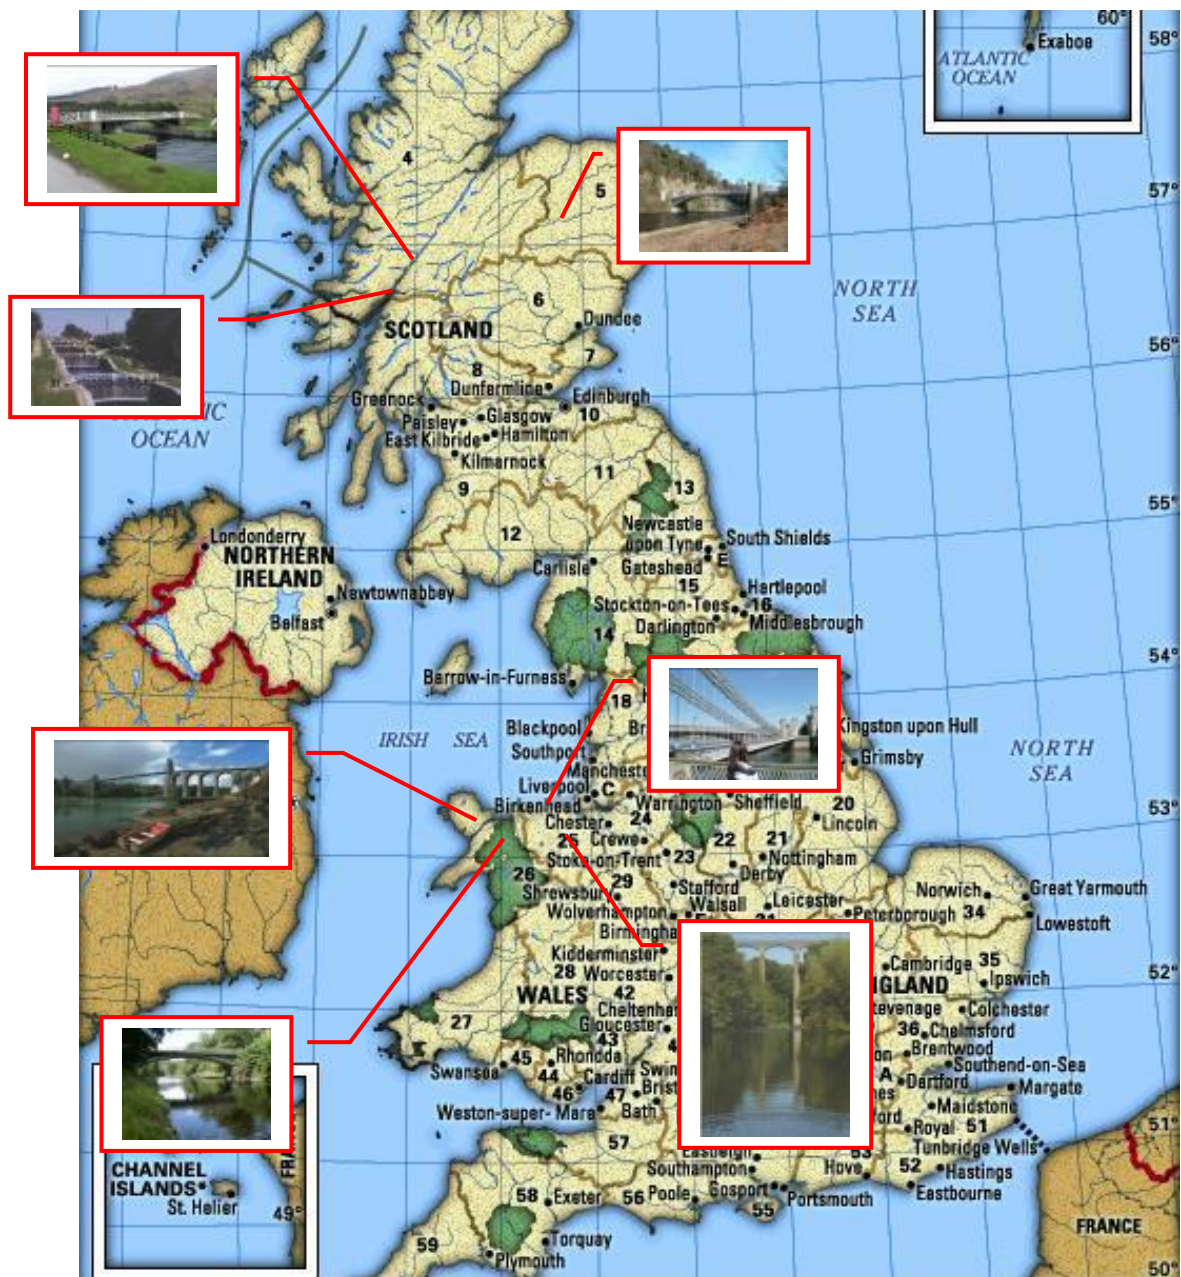 60°
58°
Exaboe
ATLANTIC
OCEAN
4
5
57°
NORTH
SEA
6
SCOTLAND
Dundee
7
56°
8
Dunfermline
Greenock
Edinburgh
10
Paisley
Glasgow
OCEAN
East Kilbride
Hamilton
Kilmarnock
11
9
13
55°
12
Newcastle
upon Tyne
South Shields
Londonderry
NORTHERN
IRELAND
Carlisle
Gateshead
E
15
Hartlepool
Newtownabbey
Stockton-on-Tees
16
Belfast
14
Darlington
Middlesbrough
54°
Barrow-in-Furness
18
Blackpool
IRISH SEA
Southport
Kingston upon Hull
Grimsby
NORTH
SEA
Liverpool
C
Birkenhead
Warrington
Sheffield
20
53°
Chester
24
Lincoln
25
Crewe
22
21
Stoke-on-Trent
23
Nottingham
Derby
26
29
Stafford
Shrewsbury
Walsall
Leicester
Norwich
Great Yarmouth
Wolverhampton
Peterborough
34
Lowestoft
Kidderminster
Cambridge
35
28
Worcester
Ipswich
52°
WALES
42
Colchester
27
Gloucester
36
Chelmsford
43
Brentwood
45
Rhondda
Southend-on-Sea
Swansea
44
A
Dartford
Margate
46
Cardiff
47
Maidstone
Weston-super-Mare
Bath
Royal
51
51°
57
Tunbridge Wells
53
CHANNEL
ISLANDS
Southampton
Hove
52
Hastings
St. Helier
58
Exeter
56
Poole
Gosport
Portsmouth
Eastbourne
49°
55
FRANCE
59
Torquay
Plymouth
50°